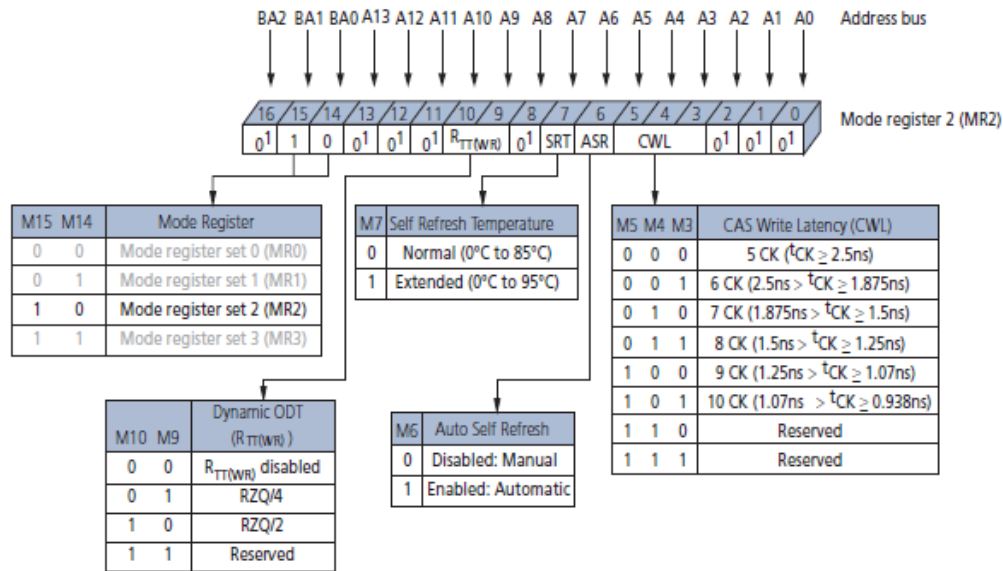 BA2 BA1 BA0 A13 A12 A11 A10 A9 A8 A7 A6 A5 A4 A3 A2 A1 A0 Address bus
16 15 14 13 12 11 10 9 8 7 6 5 4 3 2 1 0 Mode register 2 (MR2)
0¹ 1 0 0¹ 0¹ 0¹ RTT(WR) 0¹ SRT ASR CWL 0¹ 0¹ 0¹
M15 M14 Mode Register
0 0 Mode register set 0 (MR0)
0 1 Mode register set 1 (MR1)
1 0 Mode register set 2 (MR2)
1 1 Mode register set 3 (MR3)
M7 Self Refresh Temperature
0 Normal (0°C to 85°C)
1 Extended (0°C to 95°C)
M5 M4 M3 CAS Write Latency (CWL)
0 0 0 5 CK (tCK ≥ 2.5ns)
0 0 1 6 CK (2.5ns > tCK ≥ 1.875ns)
0 1 0 7 CK (1.875ns > tCK ≥ 1.5ns)
0 1 1 8 CK (1.5ns > tCK ≥ 1.25ns)
1 0 0 9 CK (1.25ns > tCK ≥ 1.07ns)
1 0 1 10 CK (1.07ns > tCK ≥ 0.938ns)
1 1 0 Reserved
1 1 1 Reserved
M10 M9 Dynamic ODT
(RTT(WR))
0 0 RTT(WR) disabled
0 1 RZQ/4
1 0 RZQ/2
1 1 Reserved
M6 Auto Self Refresh
0 Disabled: Manual
1 Enabled: Automatic